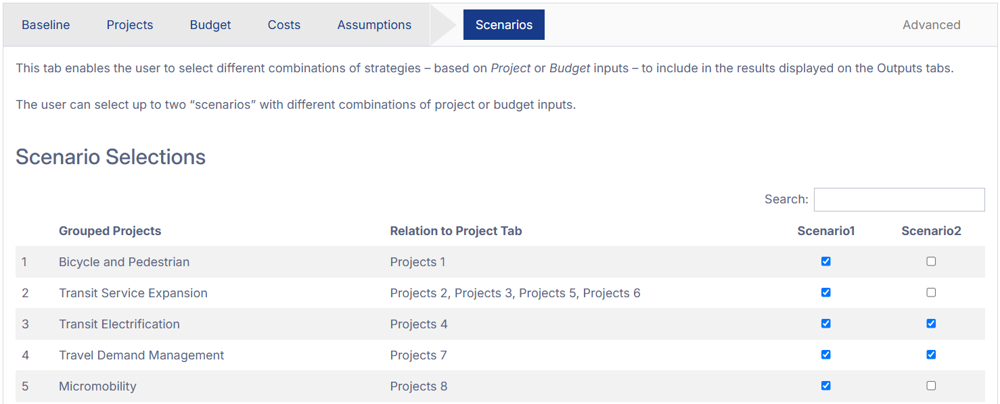 Baseline Projects Budget Costs Assumptions Scenarios Advanced
This tab enables the user to select different combinations of strategies – based on Project or Budget inputs – to include in the results displayed on the Outputs tabs.
The user can select up to two “scenarios” with different combinations of project or budget inputs.
Scenario Selections
Search:
Grouped Projects Relation to Project Tab Scenario1 Scenario2
1 Bicycle and Pedestrian Projects 1
2 Transit Service Expansion Projects 2, Projects 3, Projects 5, Projects 6
3 Transit Electrification Projects 4
4 Travel Demand Management Projects 7
5 Micromobility Projects 8